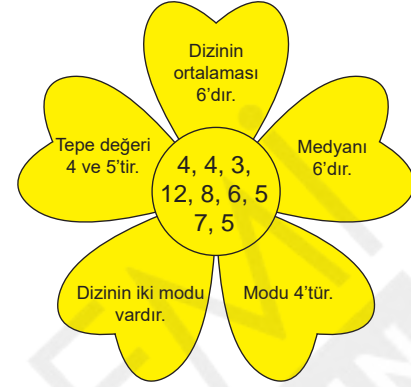 Dizinin
ortalaması
6’dır.
Tepe değeri
4 ve 5’tir.
Medyanı
6’dır.
4, 4, 3,
12, 8, 6, 5
7, 5
Dizinin iki modu
vardır.
Modu 4’tür.